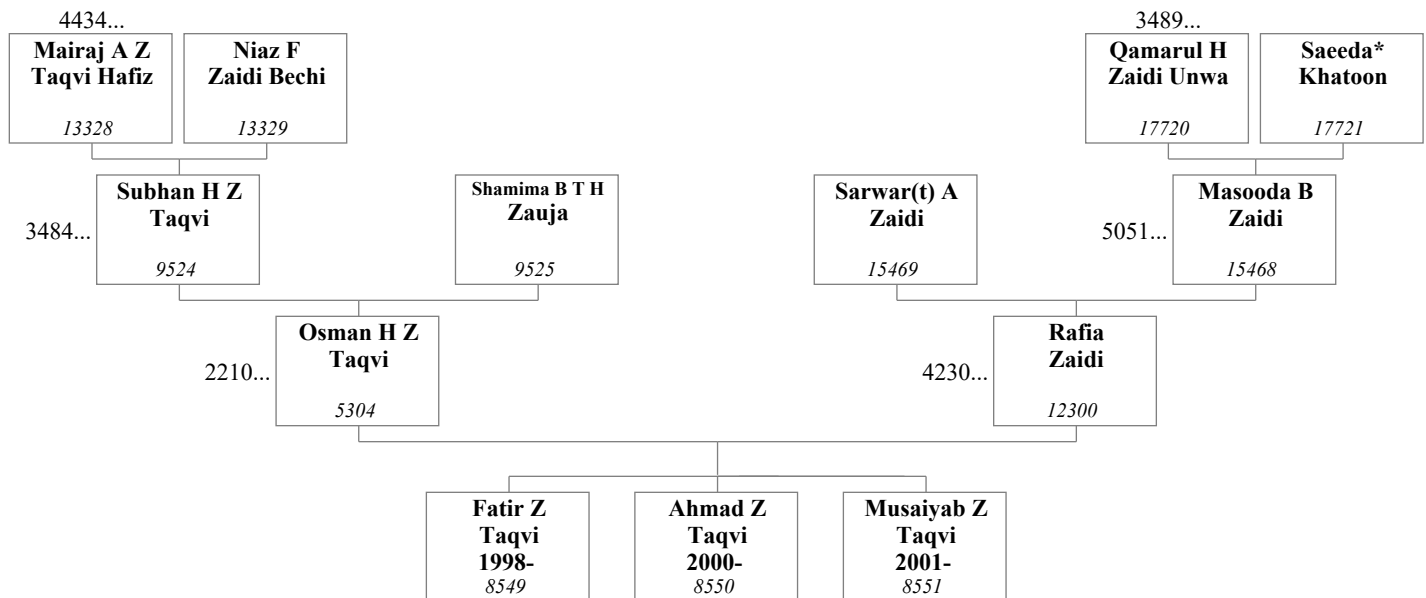 4434...
3489...
Mairaj A Z
Taqvi Hafiz
13328
Niaz F
Zaidi Bechi
13329
Qamarul H
Zaidi Unwa
17720
Saeeda*
Khatoon
17721
3484...
Subhan H Z
Taqvi
9524
Shamima B T H
Zauja
9525
Sarwar(t) A
Zaidi
15469
5051...
Masooda B
Zaidi
15468
2210...
Osman H Z
Taqvi
5304
4230...
Rafia
Zaidi
12300
Fatir Z
Taqvi
1998-
8549
Ahmad Z
Taqvi
2000-
8550
Musaiyab Z
Taqvi
2001-
8551